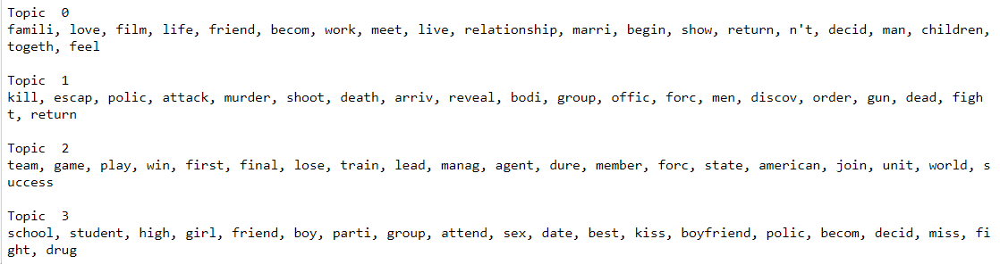 Topic  0
famili, love, film, life, friend, becom, work, meet, live, relationship, marri, begin, show, return, n't, decid, man, children,
togeth, feel
Topic  1
kill, escap, polic, attack, murder, shoot, death, arriv, reveal, bodi, group, offic, forc, men, discov, order, gun, dead, figh
t, return
Topic  2
team, game, play, win, first, final, lose, train, lead, manag, agent, dure, member, forc, state, american, join, unit, world, s
uccess
Topic  3
school, student, high, girl, friend, boy, parti, group, attend, sex, date, best, kiss, boyfriend, polic, becom, decid, miss, fi
ght, drug